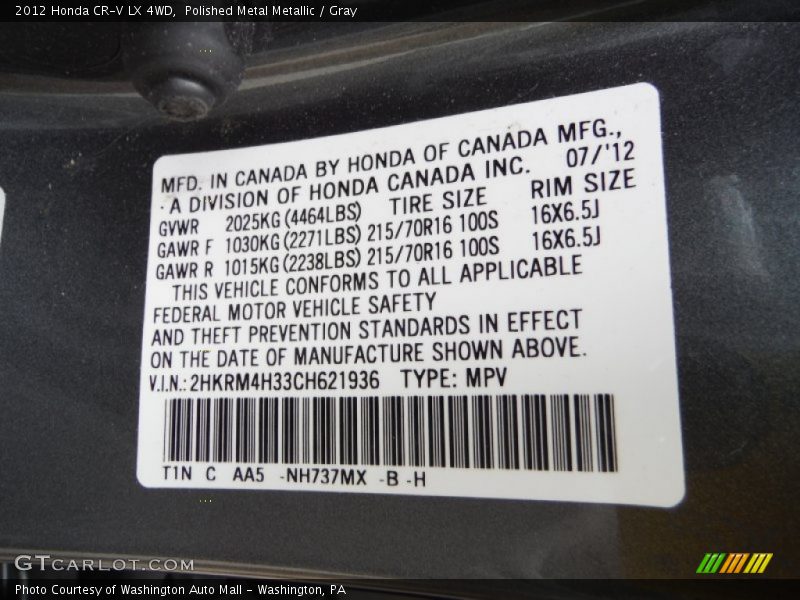 2012 Honda CR-V LX 4WD,  Polished Metal Metallic / Gray
MFD. IN CANADA BY HONDA OF CANADA MFG.,
A DIVISION OF HONDA CANADA INC. 07/'12
GVWR 2025KG(4464LBS) TIRE SIZE RIM SIZE
GAWR F 1030KG(2271LBS) 215/70R16 100S 16X6.5J
GAWR R 1015KG(2238LBS) 215/70R16 100S 16X6.5J
THIS VEHICLE CONFORMS TO ALL APPLICABLE
FEDERAL MOTOR VEHICLE SAFETY
AND THEFT PREVENTION STANDARDS IN EFFECT
ON THE DATE OF MANUFACTURE SHOWN ABOVE.
V.I.N.:2HKRM4H33CH621936 TYPE: MPV
T1N C AA5 -NH737MX -B -H
GTCARLOT.COM
Photo Courtesy of Washington Auto Mall - Washington, PA